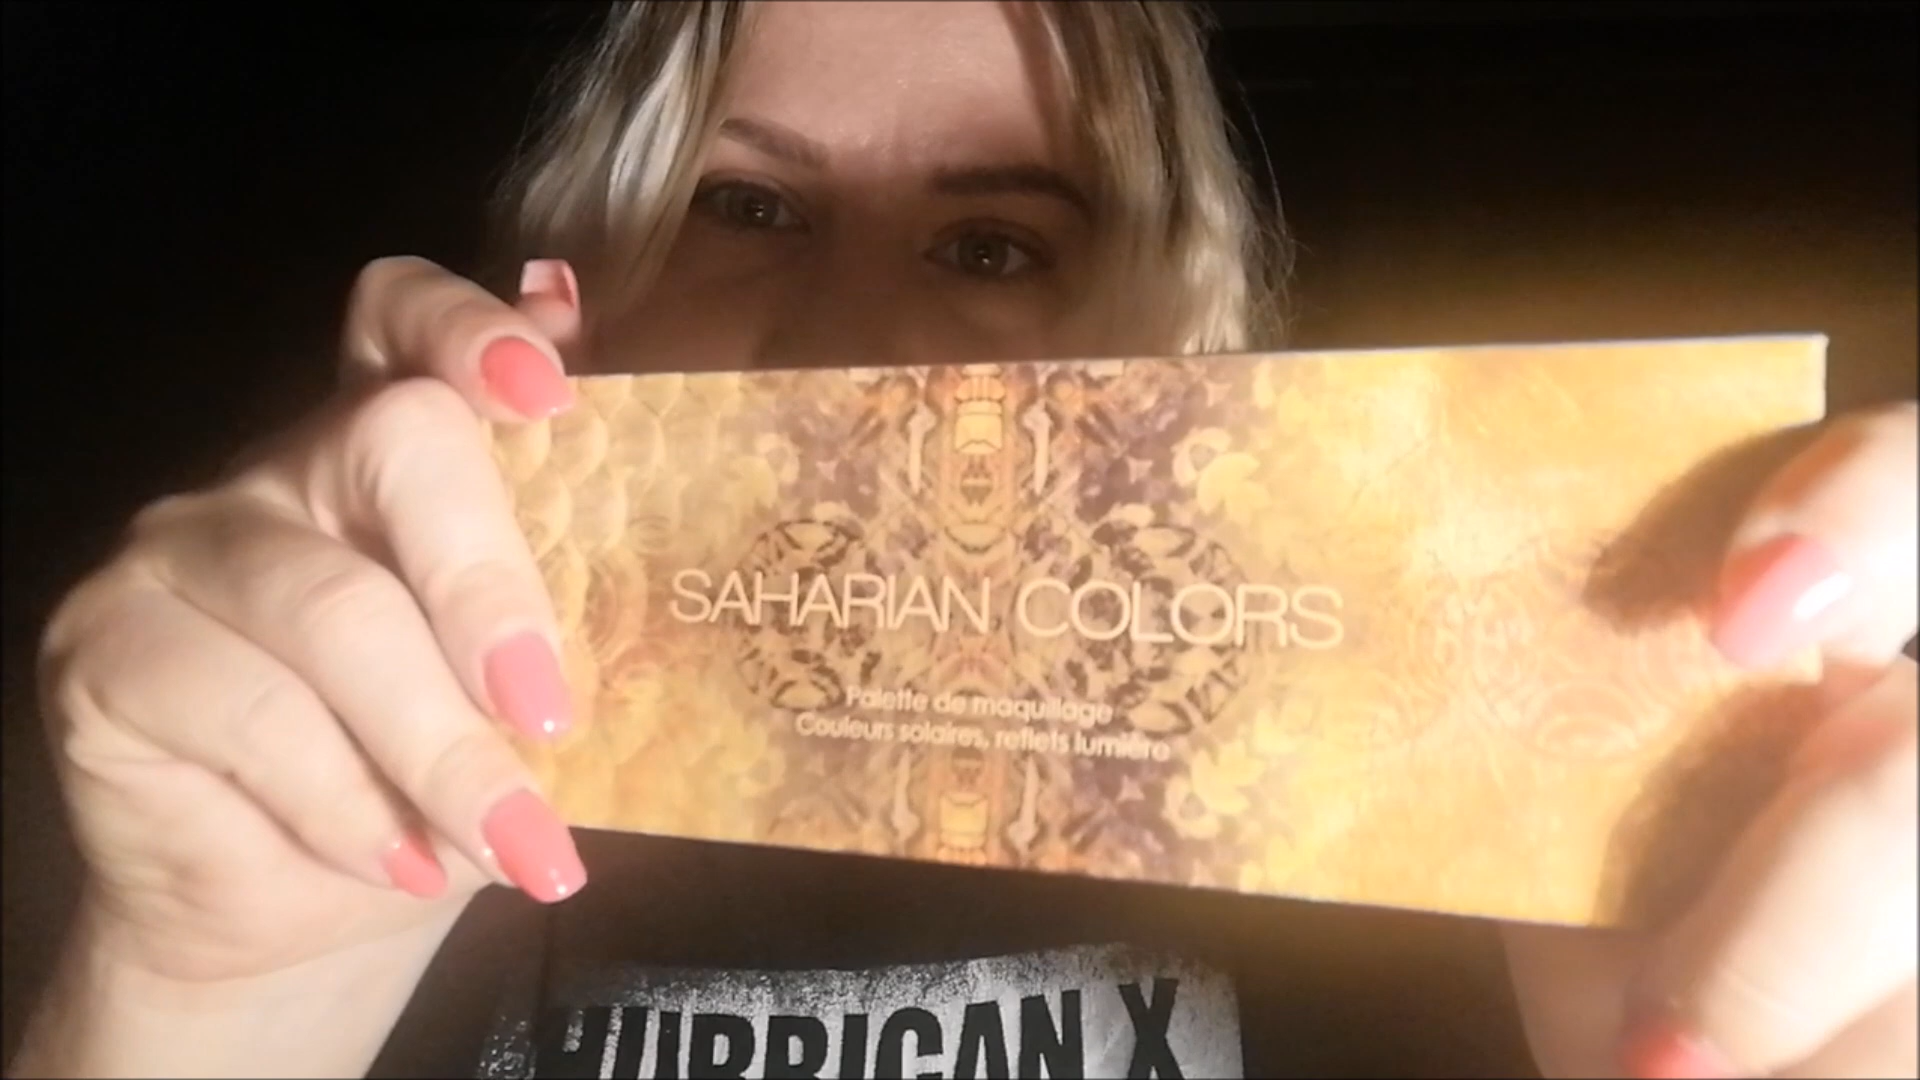 SAHARIAN COLORS
Palette de maquillage
Couleurs solaires, reflets lumière
HURRICAN X